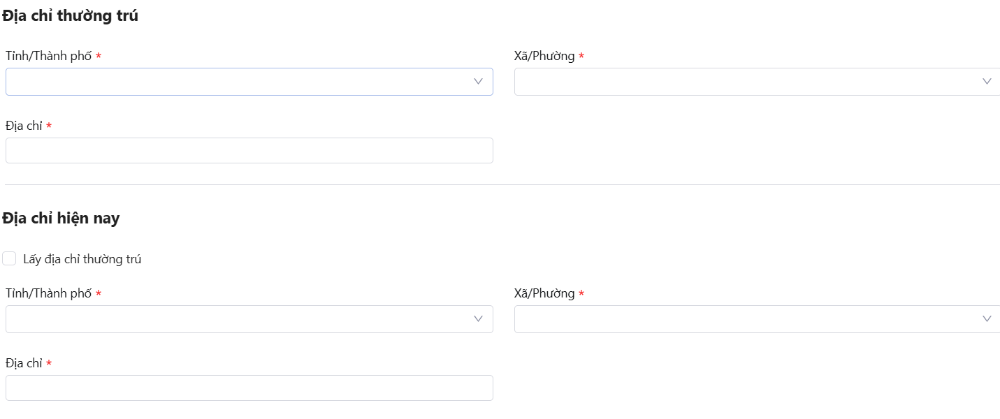 Địa chỉ thường trú
Tỉnh/Thành phố *
Xã/Phường *
Địa chỉ *
Địa chỉ hiện nay
Lấy địa chỉ thường trú
Tỉnh/Thành phố *
Xã/Phường *
Địa chỉ *